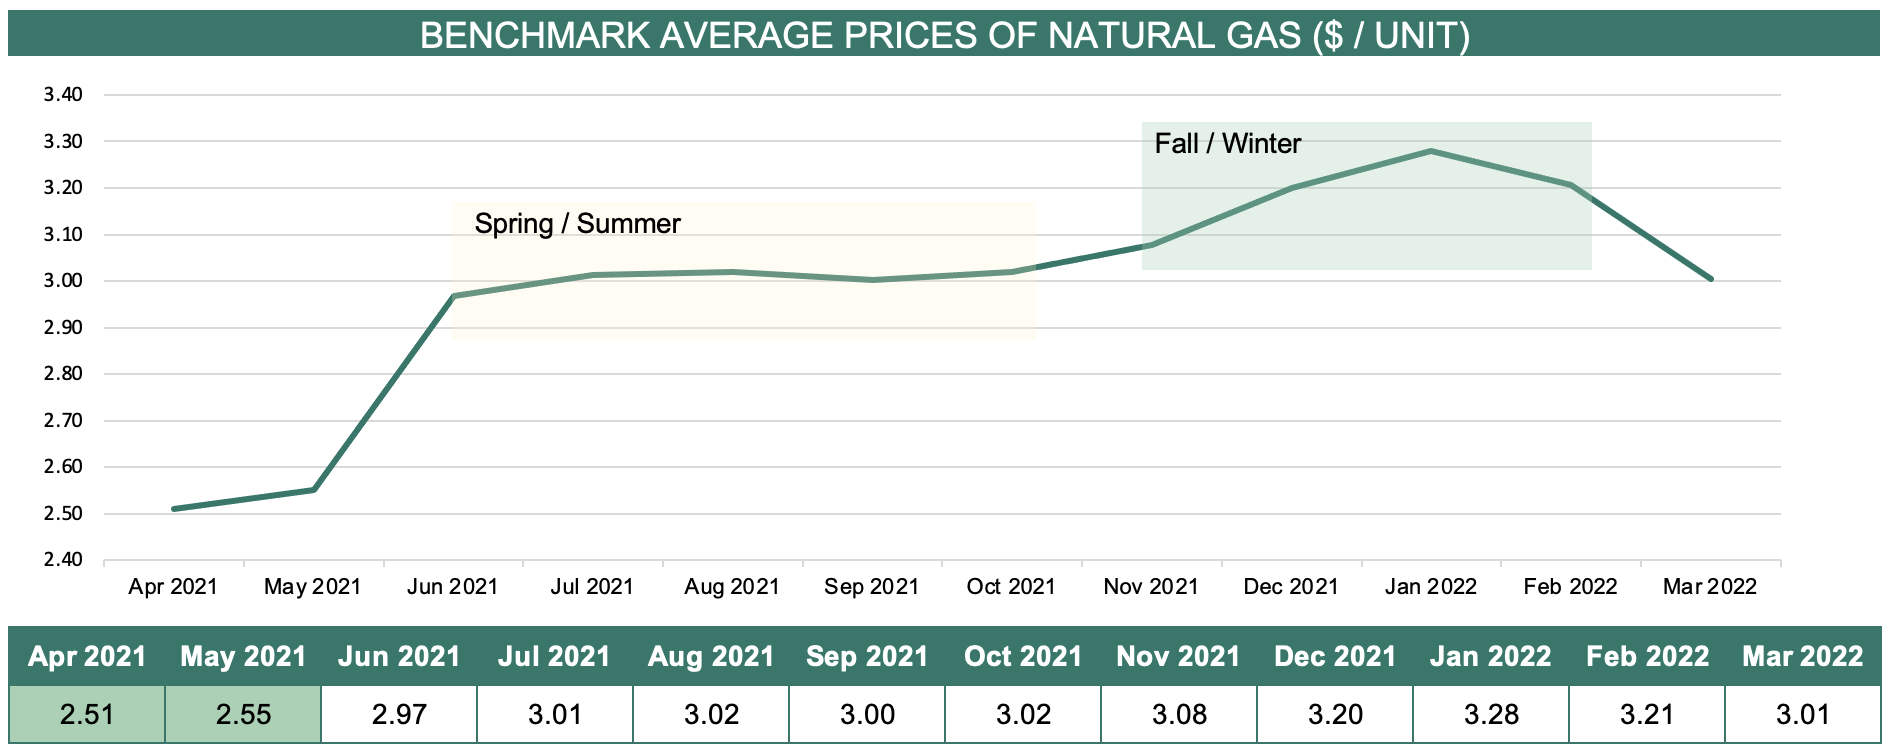 BENCHMARK AVERAGE PRICES OF NATURAL GAS ($ / UNIT)
3.40
3.30
Fall / Winter
3.20
Spring / Summer
3.10
3.00
2.90
2.80
2.70
2.60
2.50
2.40
Apr 2021 May 2021 Jun 2021 Jul 2021 Aug 2021 Sep 2021 Oct 2021 Nov 2021 Dec 2021 Jan 2022 Feb 2022 Mar 2022
Apr 2021 May 2021 Jun 2021 Jul 2021 Aug 2021 Sep 2021 Oct 2021 Nov 2021 Dec 2021 Jan 2022 Feb 2022 Mar 2022
2.51 2.55 2.97 3.01 3.02 3.00 3.02 3.08 3.20 3.28 3.21 3.01